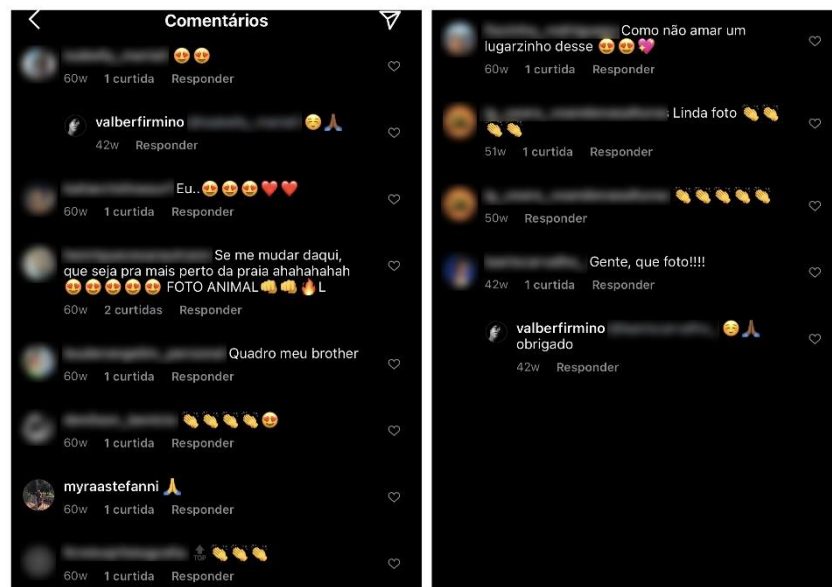 Comentários
😍😍
60w 1 curtida Responder
valberfirmino ☺️🙏🏾
42w Responder
Eu..😍😍😍❤️❤️
60w 1 curtida Responder
Se me mudar daqui,
que seja pra mais perto da praia ahahahahah
😍😍😍😍😍 FOTO ANIMAL👊👊🔥L
60w 2 curtidas Responder
Quadro meu brother
60w 1 curtida Responder
👏👏👏👏😍
60w 1 curtida Responder
myraastefanni 🙏
60w 1 curtida Responder
🔝👏👏👏
60w 1 curtida Responder
Como não amar um
lugarzinho desse 😍😍💖
60w 1 curtida Responder
Linda foto 👏👏
👏👏
51w 1 curtida Responder
👏👏👏👏👏
50w Responder
Gente, que foto!!!!
42w 1 curtida Responder
valberfirmino ☺️🙏🏾
obrigado
42w Responder